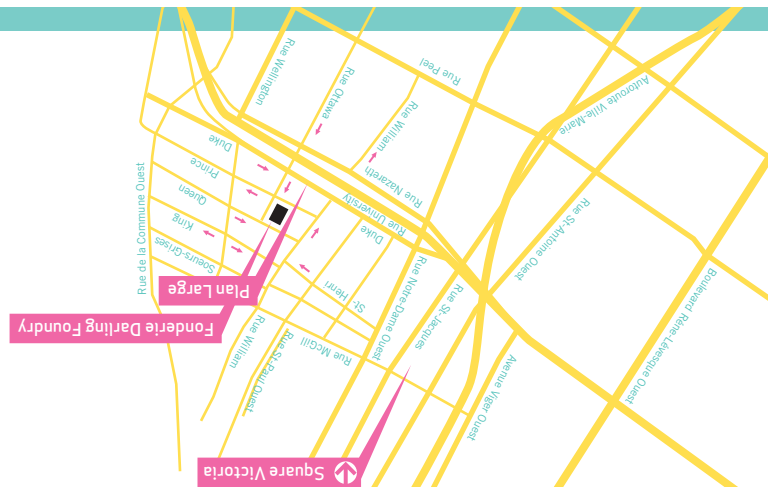 Square Victoria
Fonderie Darling Foundry
Plan Large
Avenue Viger Ouest
Rue McGill
Rue St-Paul Ouest
Rue William
Boulevard Réne-Lévesque Ouest
Rue St-Jacques
Rue Notre-Dame Ouest
St- Henri
Soeurs-Grises
King
Queen
Prince
Duke
Rue de la Commune Ouest
Duke
Rue University
Rue Nazareth
Rue St-Antoine Ouest
Rue William
Rue Ottawa
Rue Wellington
Rue Peel
Autoroute Ville-Marie